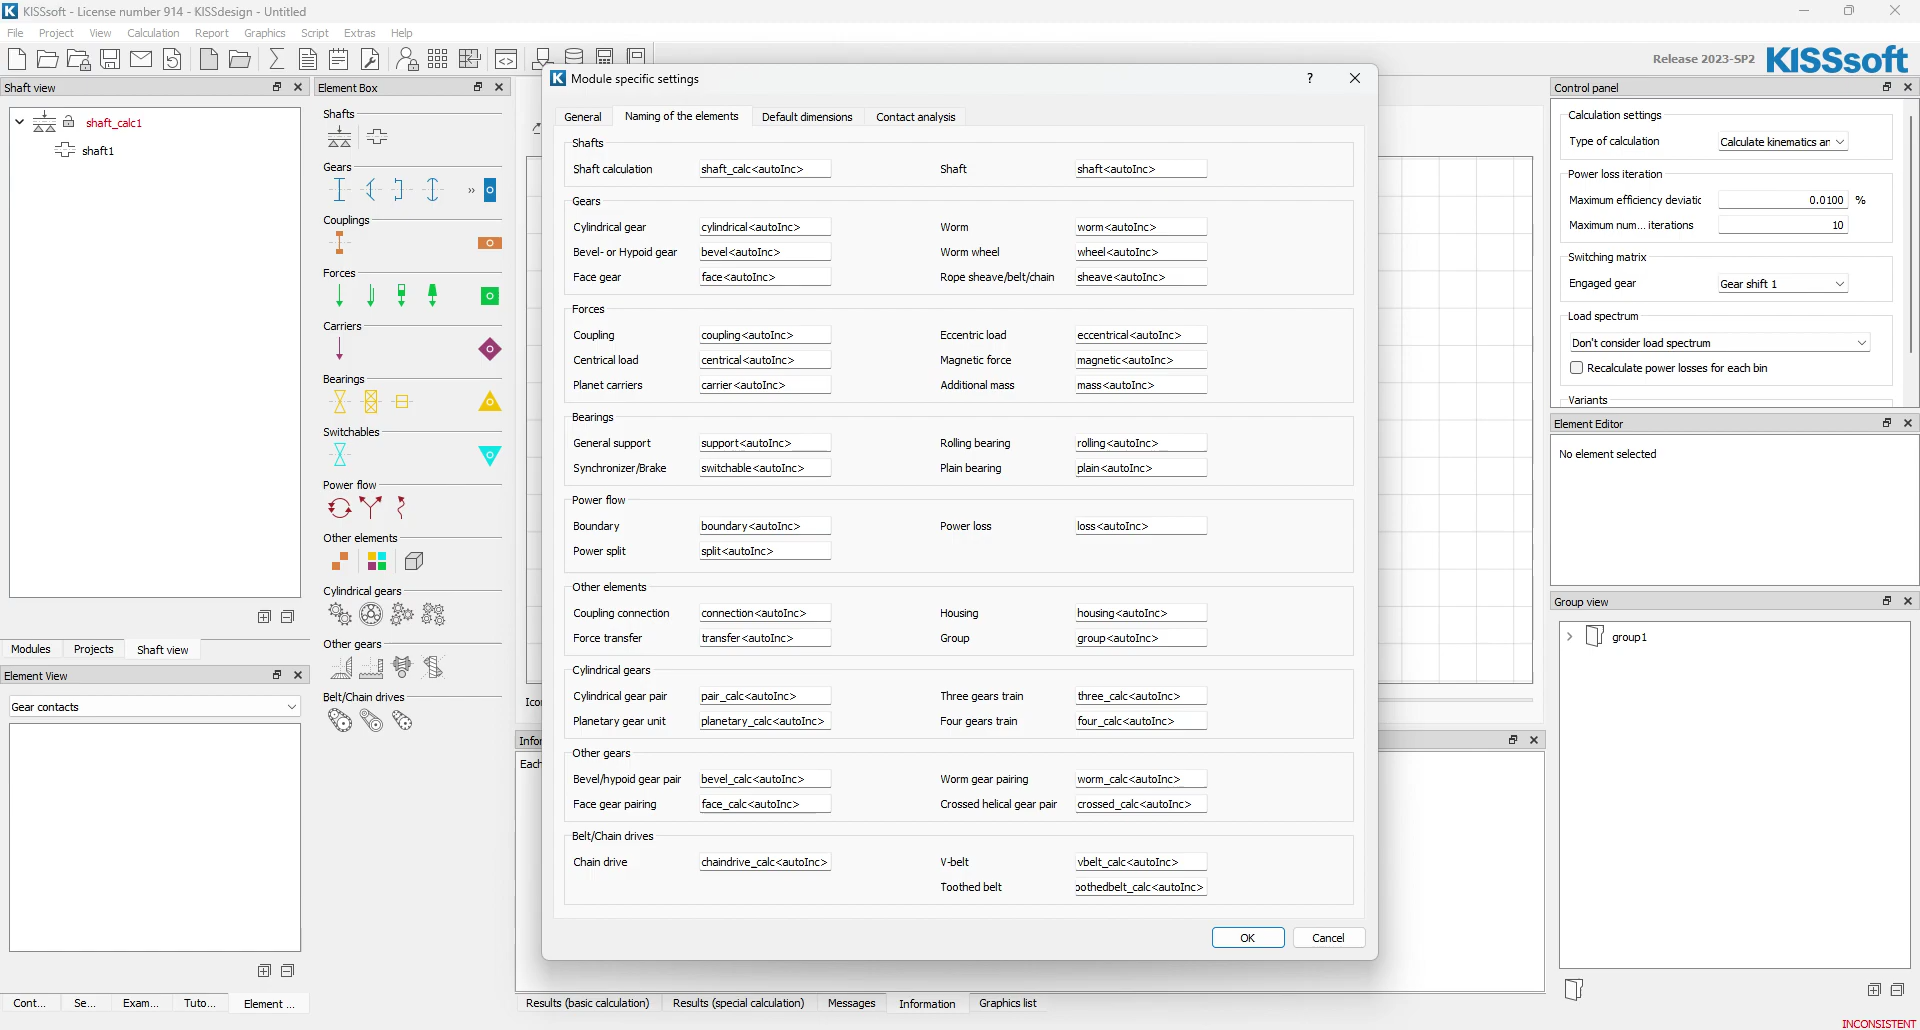 KISSsoft - License number 914 - KISSdesign - Untitled
File Project View Calculation Report Graphics Script Extras Help
Release 2023-SP2 KISSsoft
Shaft view
shaft_calc1
shaft1
Modules Projects Shaft view
Element View
Gear contacts
Cont... Se... Exam... Tuto... Element ...
Element Box
Shafts
Gears
»
Couplings
Forces
Carriers
Bearings
Switchables
Power flow
Other elements
Cylindrical gears
Other gears
Belt/Chain drives
Module specific settings
?
General Naming of the elements Default dimensions Contact analysis
Shafts
Shaft calculation shaft_calc<autoInc> Shaft shaft<autoInc>
Gears
Cylindrical gear cylindrical<autoInc> Worm worm<autoInc>
Bevel- or Hypoid gear bevel<autoInc> Worm wheel wheel<autoInc>
Face gear face<autoInc> Rope sheave/belt/chain sheave<autoInc>
Forces
Coupling coupling<autoInc> Eccentric load eccentrical<autoInc>
Centrical load centrical<autoInc> Magnetic force magnetic<autoInc>
Planet carriers carrier<autoInc> Additional mass mass<autoInc>
Bearings
General support support<autoInc> Rolling bearing rolling<autoInc>
Synchronizer/Brake switchable<autoInc> Plain bearing plain<autoInc>
Power flow
Boundary boundary<autoInc> Power loss loss<autoInc>
Power split split<autoInc>
Other elements
Coupling connection connection<autoInc> Housing housing<autoInc>
Force transfer transfer<autoInc> Group group<autoInc>
Cylindrical gears
Cylindrical gear pair pair_calc<autoInc> Three gears train three_calc<autoInc>
Planetary gear unit planetary_calc<autoInc> Four gears train four_calc<autoInc>
Other gears
Bevel/hypoid gear pair bevel_calc<autoInc> Worm gear pairing worm_calc<autoInc>
Face gear pairing face_calc<autoInc> Crossed helical gear pair crossed_calc<autoInc>
Belt/Chain drives
Chain drive chaindrive_calc<autoInc> V-belt vbelt_calc<autoInc>
Toothed belt oothedbelt_calc<autoInc>
OK Cancel
Icon
Infor
Each
Results (basic calculation) Results (special calculation) Messages Information Graphics list
Control panel
Calculation settings
Type of calculation Calculate kinematics an
Power loss iteration
Maximum efficiency deviatic 0.0100 %
Maximum num... iterations 10
Switching matrix
Engaged gear Gear shift 1
Load spectrum
Don't consider load spectrum
Recalculate power losses for each bin
Variants
Element Editor
No element selected
Group view
group1
INCONSISTENT